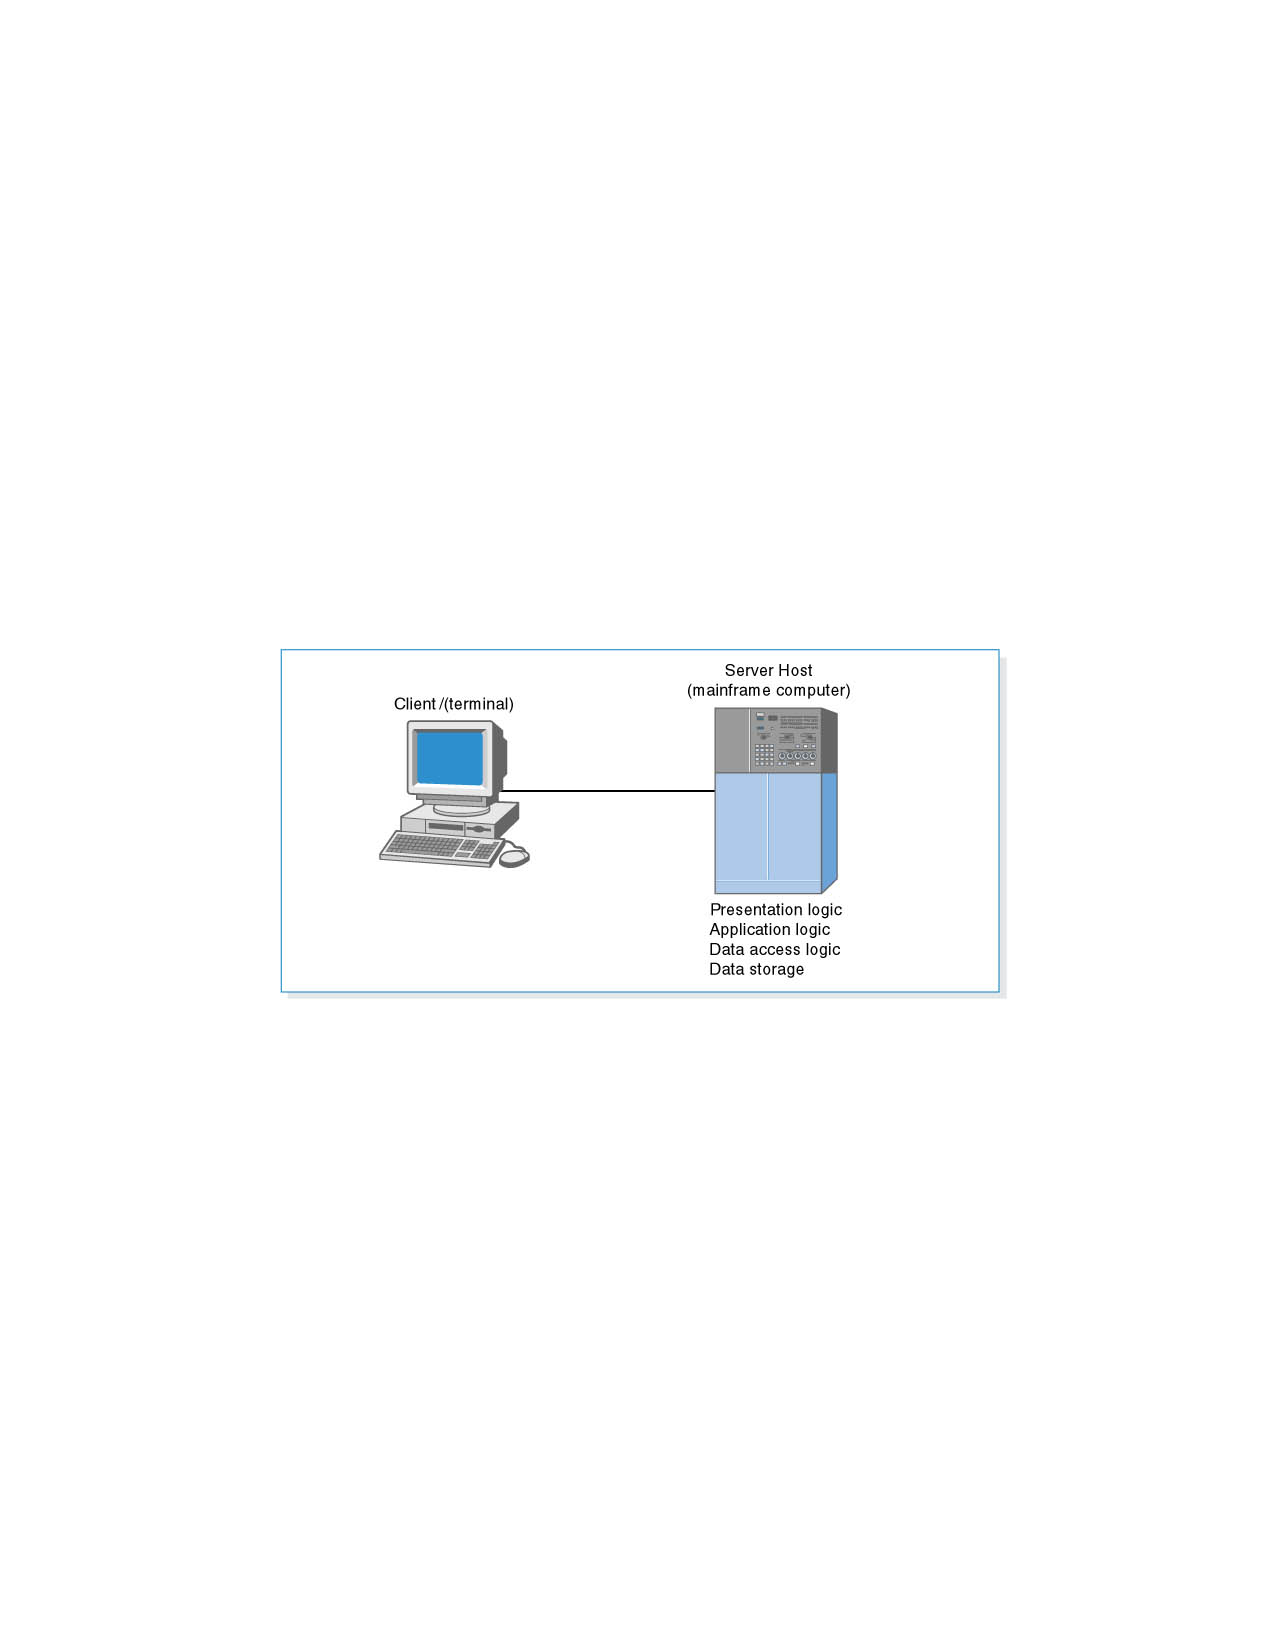 Server Host
(mainframe computer)
Client/(terminal)
Presentation logic
Application logic
Data access logic
Data storage